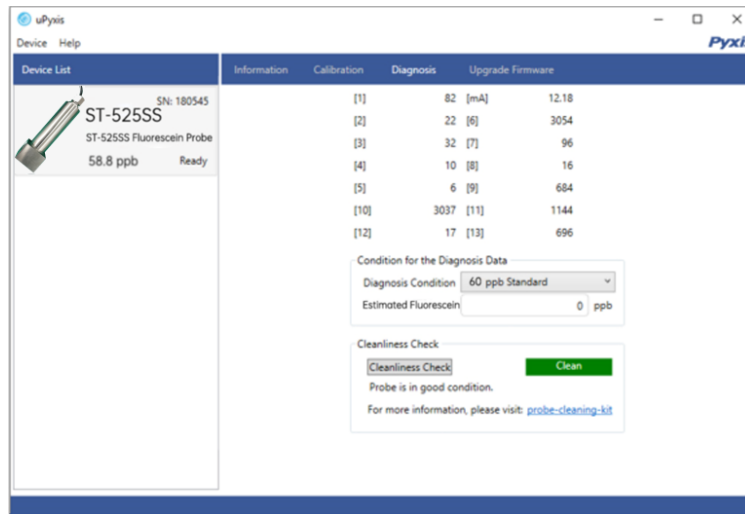 uPyxis
Device Help
Pyxis
Device List
Information Calibration Diagnosis Upgrade Firmware
SN: 180545
ST-525SS
ST-525SS Fluorescein Probe
58.8 ppb Ready
[1] 82 [mA] 12.18
[2] 22 [6] 3054
[3] 32 [7] 96
[4] 10 [8] 16
[5] 6 [9] 684
[10] 3037 [11] 1144
[12] 17 [13] 696
Condition for the Diagnosis Data
Diagnosis Condition 60 ppb Standard
Estimated Fluorescein 0 ppb
Cleanliness Check
Cleanliness Check Clean
Probe is in good condition.
For more information, please visit: probe-cleaning-kit